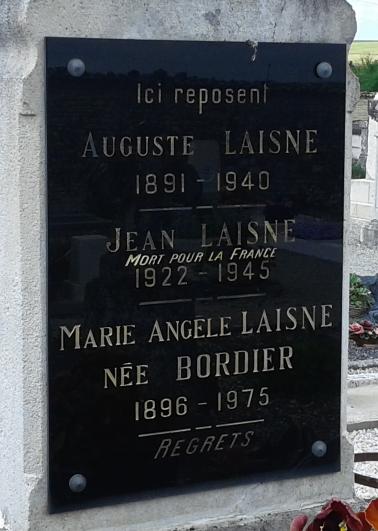 Ici reposent
AUGUSTE LAISNE
1891 - 1940
JEAN LAISNE
MORT POUR LA FRANCE
1922 - 1945
MARIE ANGÈLE LAISNE
NÉE BORDIER
1896 - 1975
REGRETS